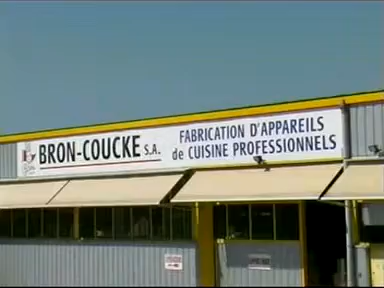 BRON-COUCKE S.A.
FABRICATION D'APPAREILS
de CUISINE PROFESSIONNELS